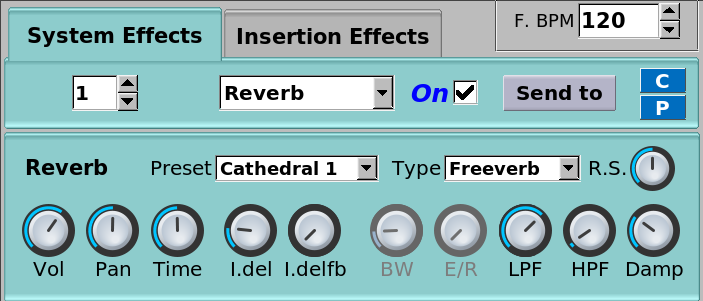 System Effects
Insertion Effects
F. BPM 120
1
Reverb
On
Send to
C
P
Reverb
Preset Cathedral 1
Type Freeverb
R.S.
Vol Pan Time I.del I.delfb BW E/R LPF HPF Damp